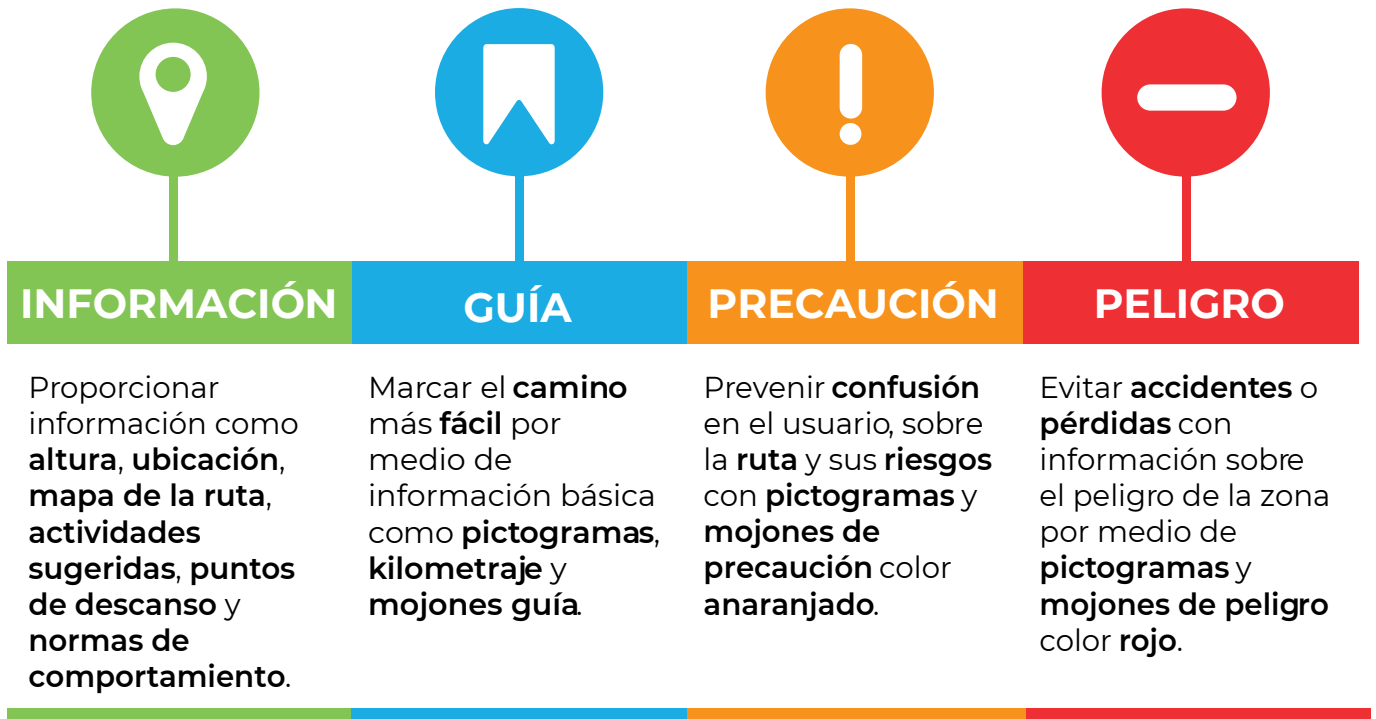 INFORMACIÓN
Proporcionar
información como
altura, ubicación,
mapa de la ruta,
actividades
sugeridas, puntos
de descanso y
normas de
comportamiento.
GUÍA
Marcar el camino
más fácil por
medio de
información básica
como pictogramas,
kilometraje y
mojones guía.
PRECAUCIÓN
Prevenir confusión
en el usuario, sobre
la ruta y sus riesgos
con pictogramas y
mojones de
precaución color
anaranjado.
PELIGRO
Evitar accidentes o
pérdidas con
información sobre
el peligro de la zona
por medio de
pictogramas y
mojones de peligro
color rojo.